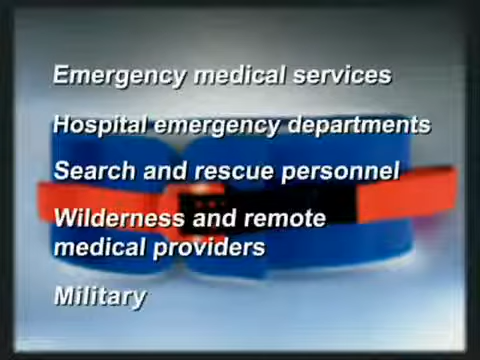 Emergency medical services
Hospital emergency departments
Search and rescue personnel
Wilderness and remote
medical providers
Military